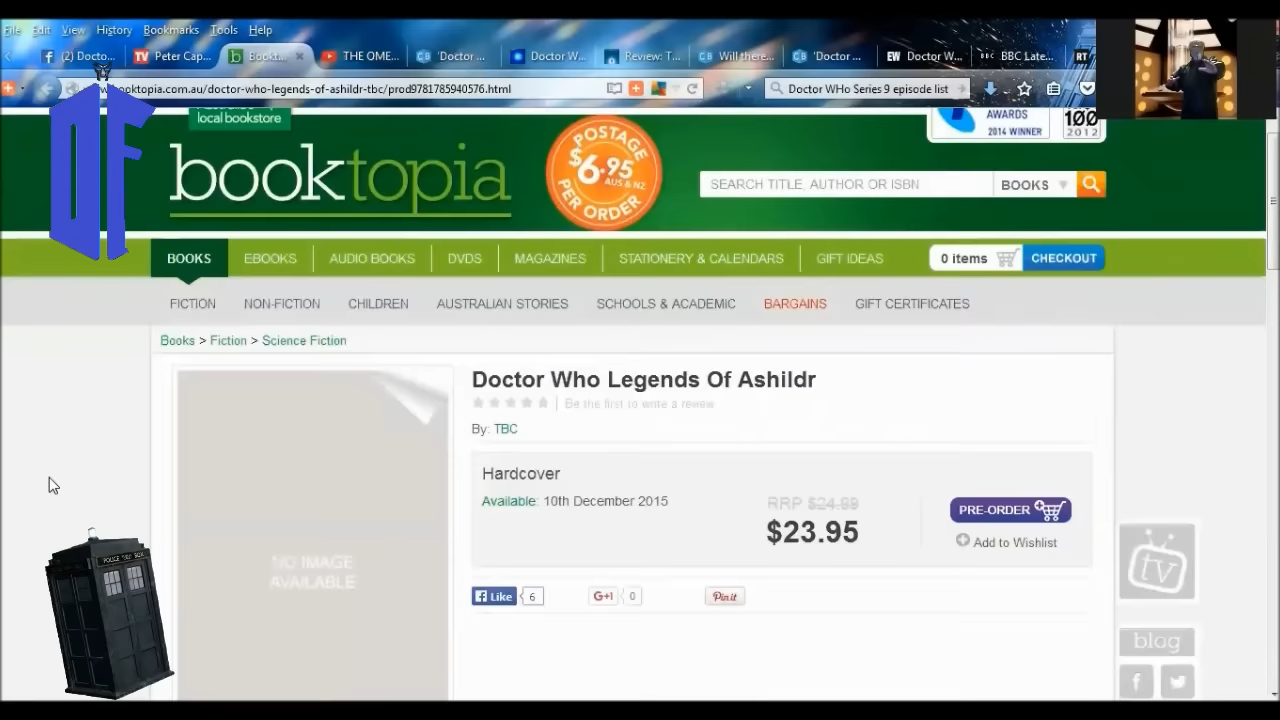 File Edit View History Bookmarks Tools Help
(2) Docto... Peter Cap... Bookt... THE OME... 'Doctor ... Doctor W... Review: T... Will there... 'Doctor ... Doctor W... BBC Late...
booktopia.com.au/doctor-who-legends-of-ashildr-tbc/prod9781785940576.html
Doctor WHo Series 9 episode list
DF
local bookstore
booktopia
POSTAGE
$6.95
AUS & NZ
PER ORDER
AWARDS
2014 WINNER
100
2012
SEARCH TITLE, AUTHOR OR ISBN BOOKS
BOOKS EBOOKS AUDIO BOOKS DVDS MAGAZINES STATIONERY & CALENDARS GIFT IDEAS 0 items CHECKOUT
FICTION NON-FICTION CHILDREN AUSTRALIAN STORIES SCHOOLS & ACADEMIC BARGAINS GIFT CERTIFICATES
Books > Fiction > Science Fiction
Doctor Who Legends Of Ashildr
Be the first to write a review
By: TBC
Hardcover
Available: 10th December 2015
RRP $24.99
$23.95
PRE-ORDER
Add to Wishlist
NO IMAGE
AVAILABLE
Like 6 G+1 0 Pin it
tv
blog
POLICE BOX